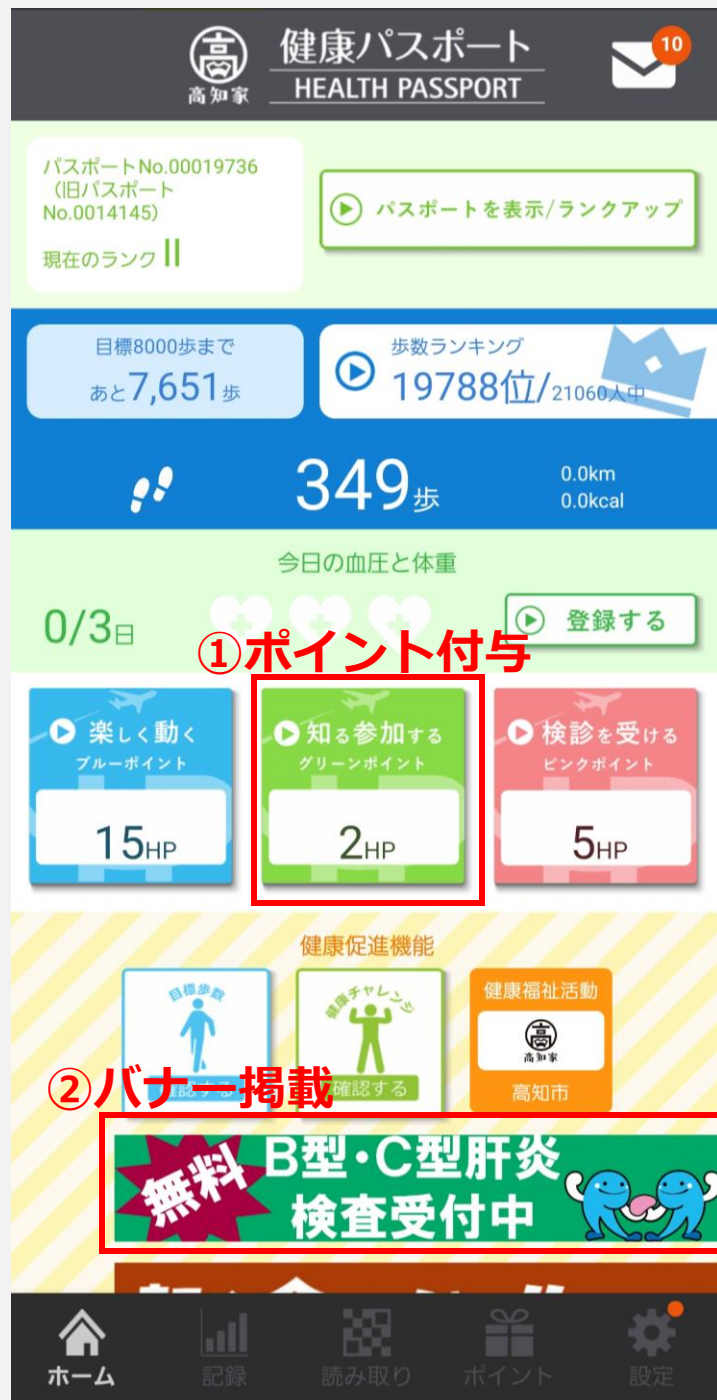 高
高知家
健康パスポート
HEALTH PASSPORT
10
パスポートNo.00019736
（旧パスポート
No.0014145）
現在のランク II
パスポートを表示/ランクアップ
目標8000歩まで
あと7,651歩
歩数ランキング
19788位/21060人中
349歩
0.0km
0.0kcal
今日の血圧と体重
0/3日
登録する
①ポイント付与
楽しく動く
ブルーポイント
15HP
知る参加する
グリーンポイント
2HP
検診を受ける
ピンクポイント
5HP
健康促進機能
目標歩数
確認する
健康チャレンジ
確認する
健康福祉活動
高
高知家
高知市
②バナー掲載
無料
B型・C型肝炎
検査受付中
ホーム
記録
読み取り
ポイント
設定